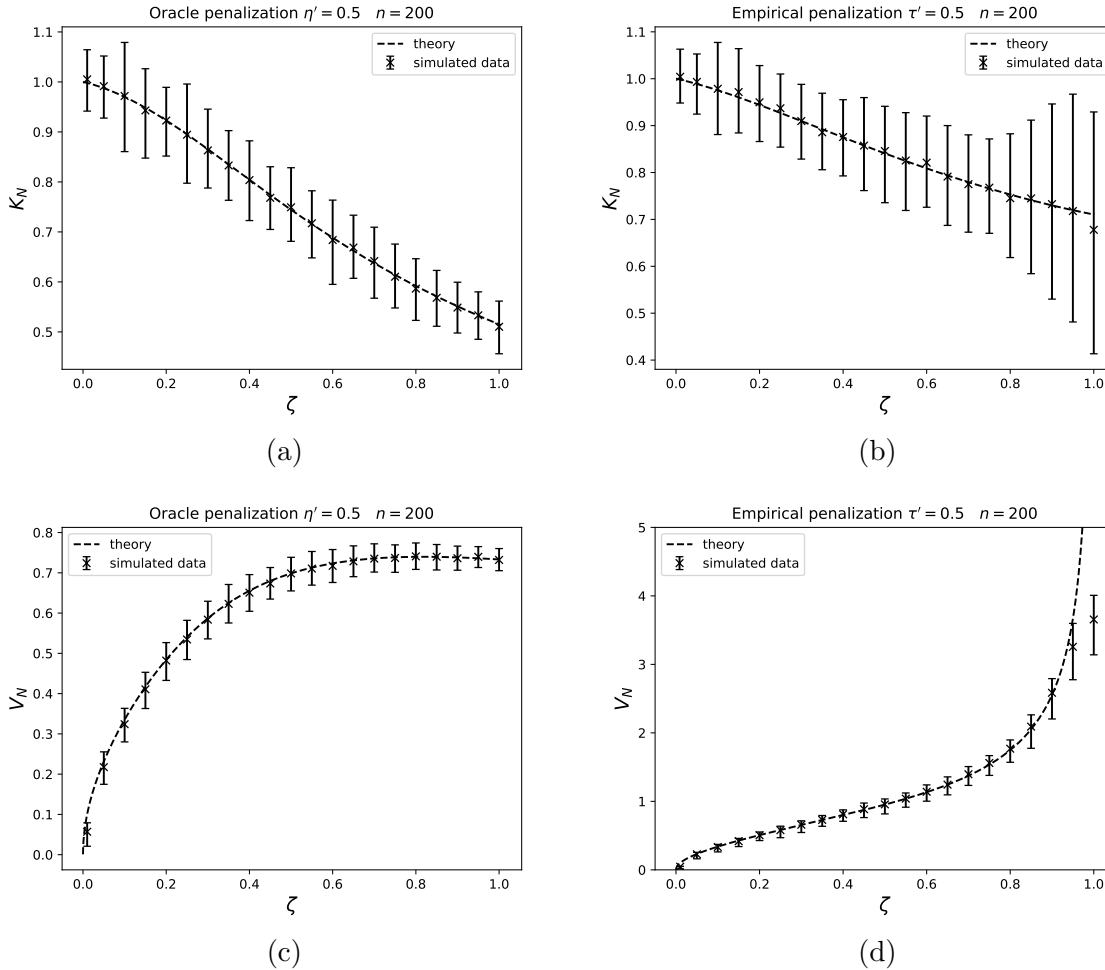 Oracle penalization η′ = 0.5 n = 200
theory
simulated data
K_N
1.1
1.0
0.9
0.8
0.7
0.6
0.5
0.0 0.2 0.4 0.6 0.8 1.0
ζ
(a)
Empirical penalization τ′ = 0.5 n = 200
theory
simulated data
K_N
1.1
1.0
0.9
0.8
0.7
0.6
0.5
0.4
0.0 0.2 0.4 0.6 0.8 1.0
ζ
(b)
Oracle penalization η′ = 0.5 n = 200
theory
simulated data
V_N
0.8
0.7
0.6
0.5
0.4
0.3
0.2
0.1
0.0
0.0 0.2 0.4 0.6 0.8 1.0
ζ
(c)
Empirical penalization τ′ = 0.5 n = 200
theory
simulated data
V_N
5
4
3
2
1
0
0.0 0.2 0.4 0.6 0.8 1.0
ζ
(d)